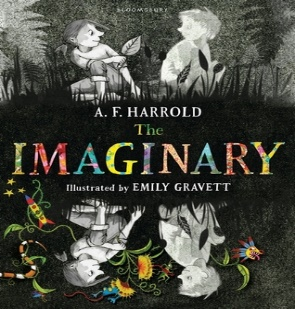 BLOOMSBURY
A. F. HARROLD
The
IMAGINARY
Illustrated by EMILY GRAVETT